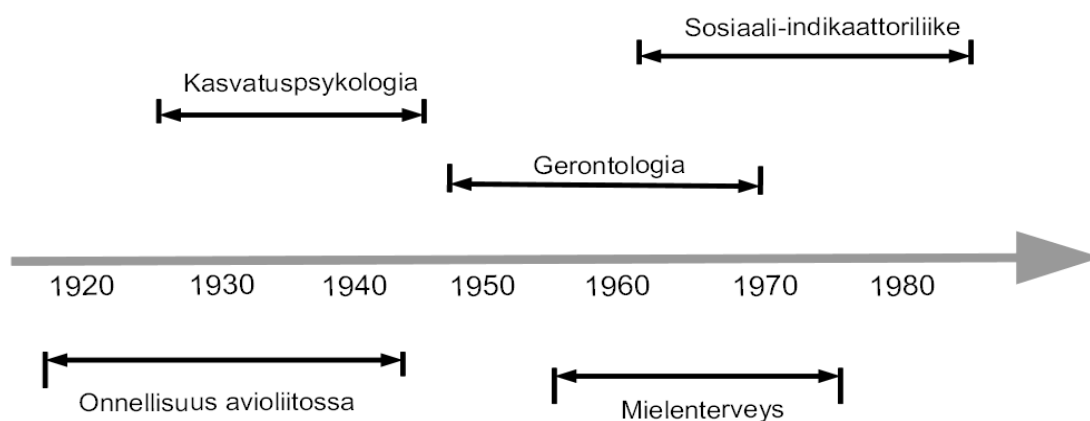 Sosiaali-indikaattoriliike
Kasvatuspsykologia
Gerontologia
1920 1930 1940 1950 1960 1970 1980
Onnellisuus avioliitossa
Mielenterveys